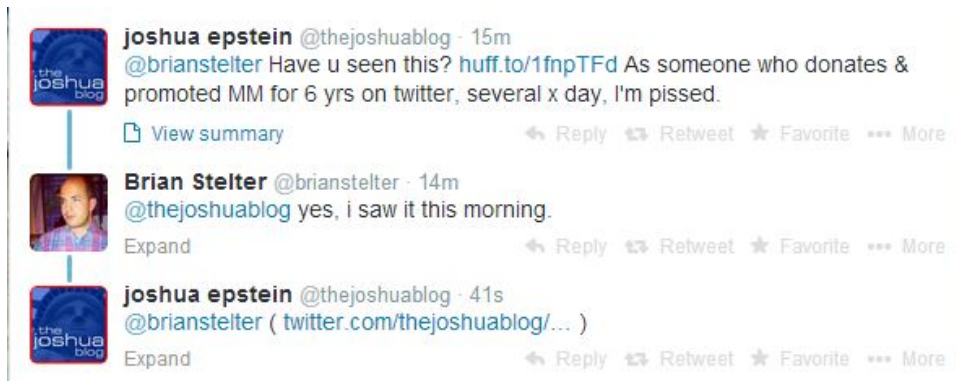 joshua epstein @thejoshuablog · 15m
@brianstelter Have u seen this? huff.to/1fnpTFd As someone who donates &
promoted MM for 6 yrs on twitter, several x day, I'm pissed.
the
joshua
blog
View summary Reply Retweet Favorite More
Brian Stelter @brianstelter · 14m
@thejoshuablog yes, i saw it this morning.
Expand Reply Retweet Favorite More
joshua epstein @thejoshuablog · 41s
@brianstelter ( twitter.com/thejoshuablog/... )
the
joshua
blog
Expand Reply Retweet Favorite More